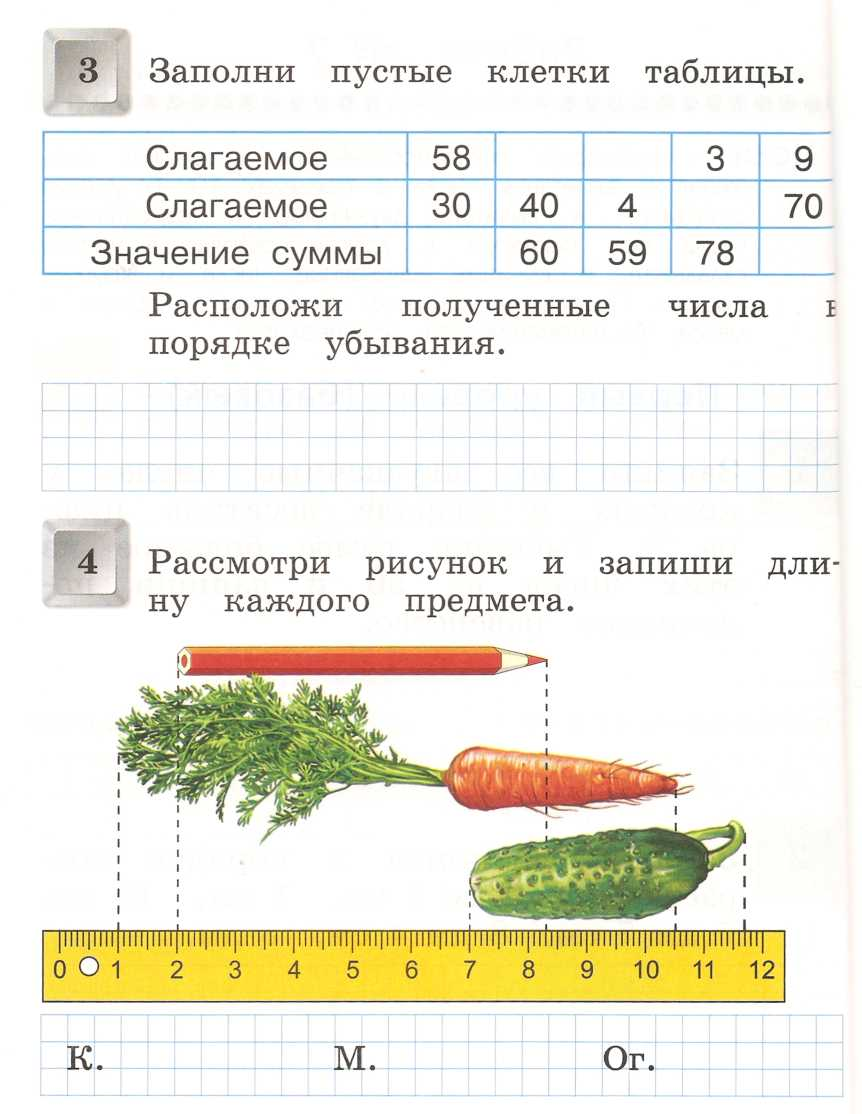 3 Заполни пустые клетки таблицы.
Слагаемое 58 3 9
Слагаемое 30 40 4 70
Значение суммы 60 59 78
Расположи полученные числа в
порядке убывания.
4 Рассмотри рисунок и запиши дли-
ну каждого предмета.
0 1 2 3 4 5 6 7 8 9 10 11 12
К. М. Ог.